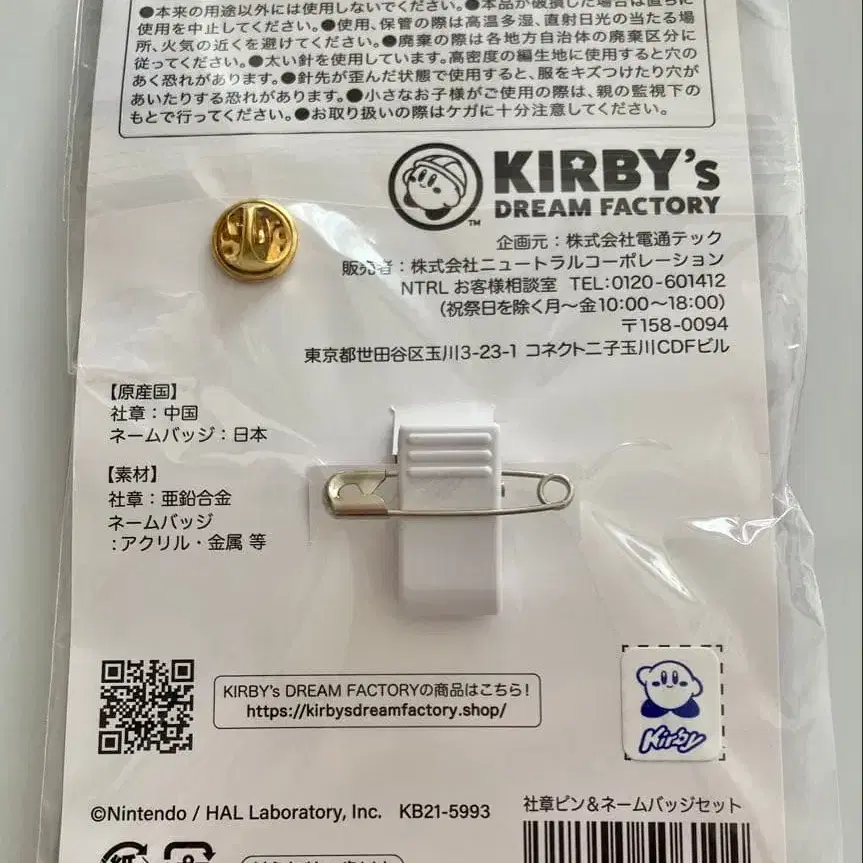 ●本来の用途以外には使用しないでください。●本品が破損した場合は直ちに
使用を中止してください。●使用、保管の際は高温多湿、直射日光の当たる場
所、火気の近くを避けてください。●廃棄の際は各地方自治体の廃棄区分に
従ってください。●太い針を使用しています。高密度の編生地に使用すると穴の
あく恐れがあります。●針先が歪んだ状態で使用すると、服をキズつけたり穴が
あいたりする恐れがあります。●小さなお子様がご使用の際は、親の監視下の
もとで行ってください。●お取り扱いの際はケガに十分注意してください。
KIRBY's
DREAM FACTORY
TM
企画元：株式会社電通テック
販売者：株式会社ニュートラルコーポレーション
NTRL お客様相談室 TEL:0120-601412
(祝祭日を除く月～金10:00～18:00)
〒158-0094
東京都世田谷区玉川3-23-1 コネクト二子玉川CDFビル
【原産国】
社章：中国
ネームバッジ：日本
【素材】
社章：亜鉛合金
ネームバッジ
：アクリル・金属 等
KIRBY's DREAM FACTORYの商品はこちら！
https://kirbysdreamfactory.shop/
Kirby
©Nintendo / HAL Laboratory, Inc. KB21-5993
社章ピン＆ネームバッジセット